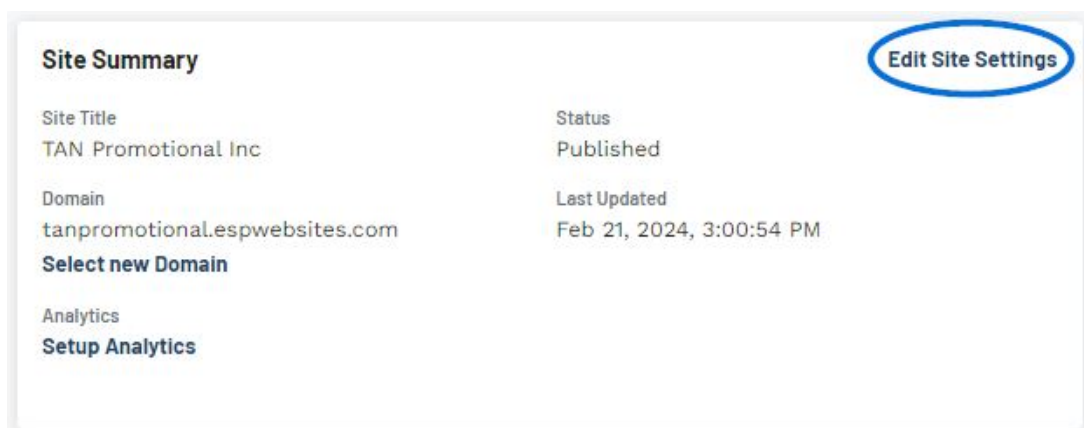 Site Summary
Edit Site Settings
Site Title
TAN Promotional Inc
Status
Published
Domain
tanpromotional.espwebsites.com
Select new Domain
Last Updated
Feb 21, 2024, 3:00:54 PM
Analytics
Setup Analytics